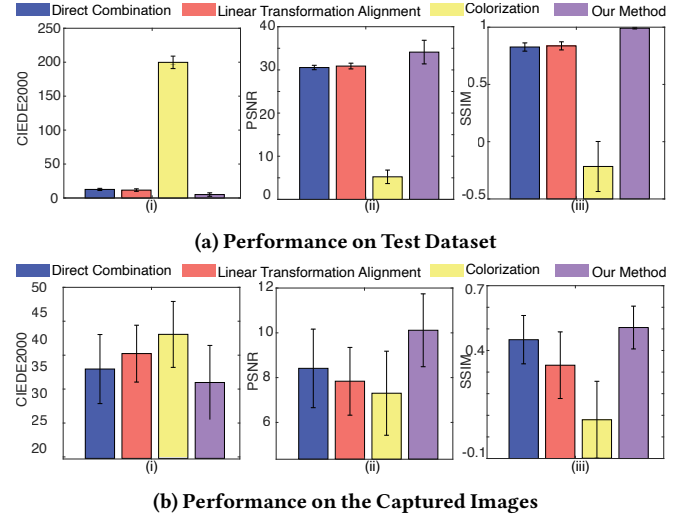 Direct Combination Linear Transformation Alignment Colorization Our Method
250
200
150
100
50
0
CIEDE2000
(i)
40
30
20
10
0
PSNR
(ii)
1
0
-0.5
SSIM
(iii)
(a) Performance on Test Dataset
Direct Combination Linear Transformation Alignment Colorization Our Method
50
45
40
35
30
25
20
CIEDE2000
(i)
12
10
8
6
PSNR
(ii)
0.7
0.4
-0.1
SSIM
(iii)
(b) Performance on the Captured Images